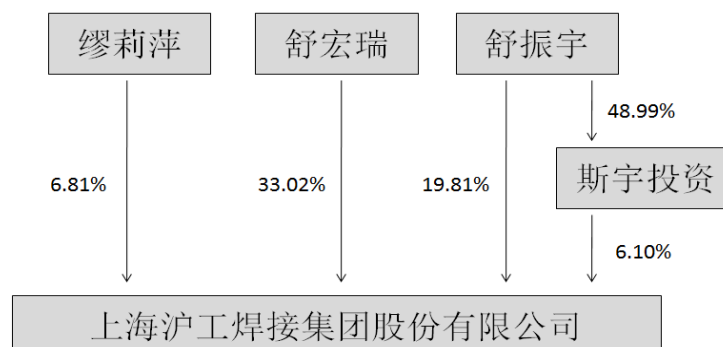 缪莉萍
舒宏瑞
舒振宇
48.99%
斯宇投资
6.81%
33.02%
19.81%
6.10%
上海沪工焊接集团股份有限公司